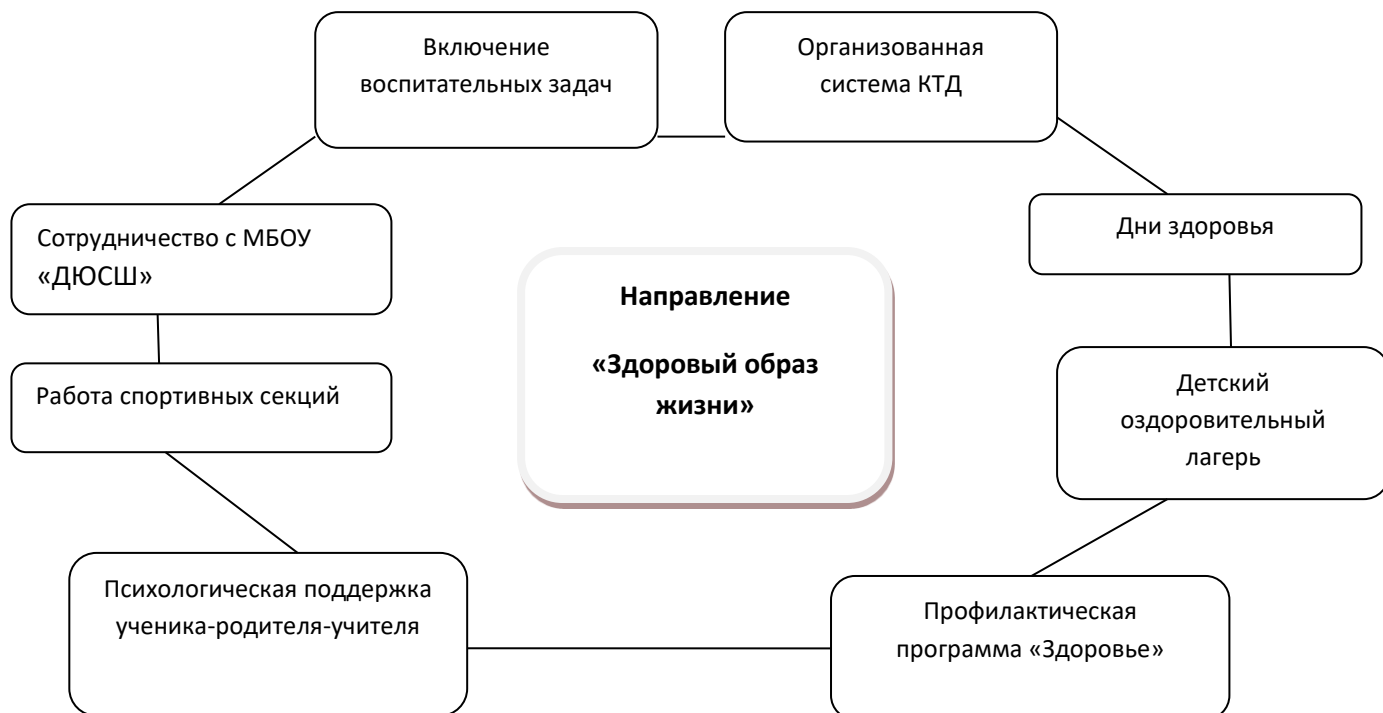 Включение
воспитательных задач
Организованная
система КТД
Сотрудничество с МБОУ
«ДЮСШ»
Дни здоровья
Направление
«Здоровый образ
жизни»
Работа спортивных секций
Детский
оздоровительный
лагерь
Психологическая поддержка
ученика-родителя-учителя
Профилактическая
программа «Здоровье»